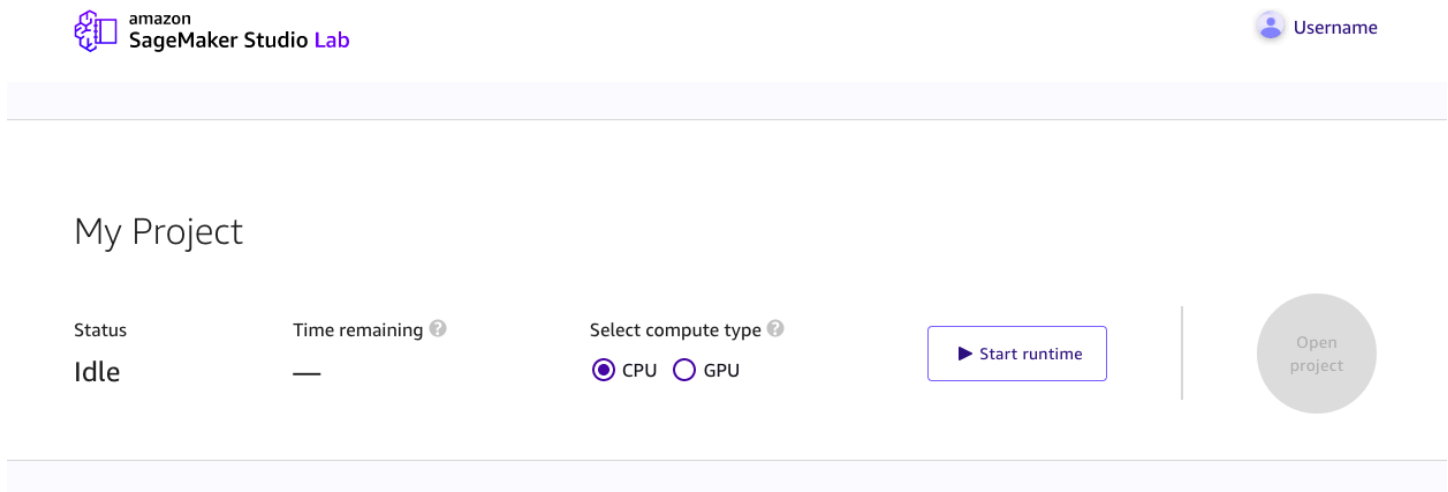 amazon
SageMaker Studio Lab
Username
My Project
Status
Time remaining ?
Select compute type ?
Idle
—
CPU
GPU
Start runtime
Open
project